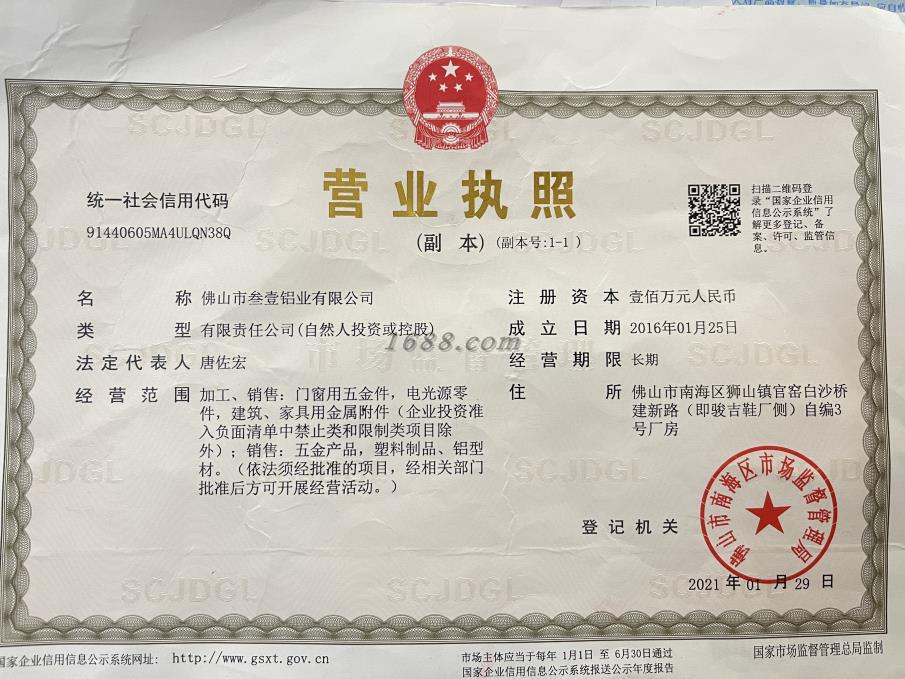 SCJDGL
SCJDGL
SCJDGL
营业执照
(副 本)(副本号:1-1 )
统一社会信用代码
91440605MA4ULQN38Q
扫描二维码登
录“国家企业信用
信息公示系统”了
解更多登记、备
案、许可、监管信
息。
名 称 佛山市叁壹铝业有限公司
类 型 有限责任公司(自然人投资或控股)
法定代表人 唐佐宏
经营范围 加工、销售：门窗用五金件，电光源零
件，建筑、家具用金属附件（企业投资准
入负面清单中禁止类和限制类项目除
外）；销售：五金产品，塑料制品、铝型
材。（依法须经批准的项目，经相关部门
批准后方可开展经营活动。）
注册资本 壹佰万元人民币
成立日期 2016年01月25日
经营期限 长期
住 所 佛山市南海区狮山镇官窑白沙桥
建新路（即骏吉鞋厂侧）自编3
号厂房
1688.com
市场监督管理
SCJDGL
SCJDGL
登记机关
佛山市南海区市场监督管理局
2021 年 01 月 29 日
SCJDGL
SCJDGL
SCJDGL
国家企业信用信息公示系统网址： http://www.gsxt.gov.cn
市场主体应当于每年 1月1日 至 6月30日通过
国家企业信用信息公示系统报送公示年度报告
国家市场监督管理总局监制